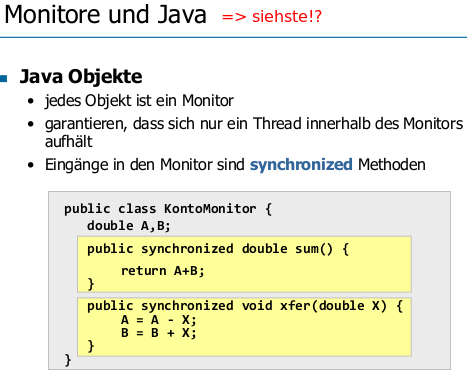 Monitore und Java => siehste!?
Java Objekte
• jedes Objekt ist ein Monitor
• garantieren, dass sich nur ein Thread innerhalb des Monitors
aufhält
• Eingänge in den Monitor sind synchronized Methoden
public class KontoMonitor {
double A,B;
public synchronized double sum() {
return A+B;
}
public synchronized void xfer(double X) {
A = A - X;
B = B + X;
}
}